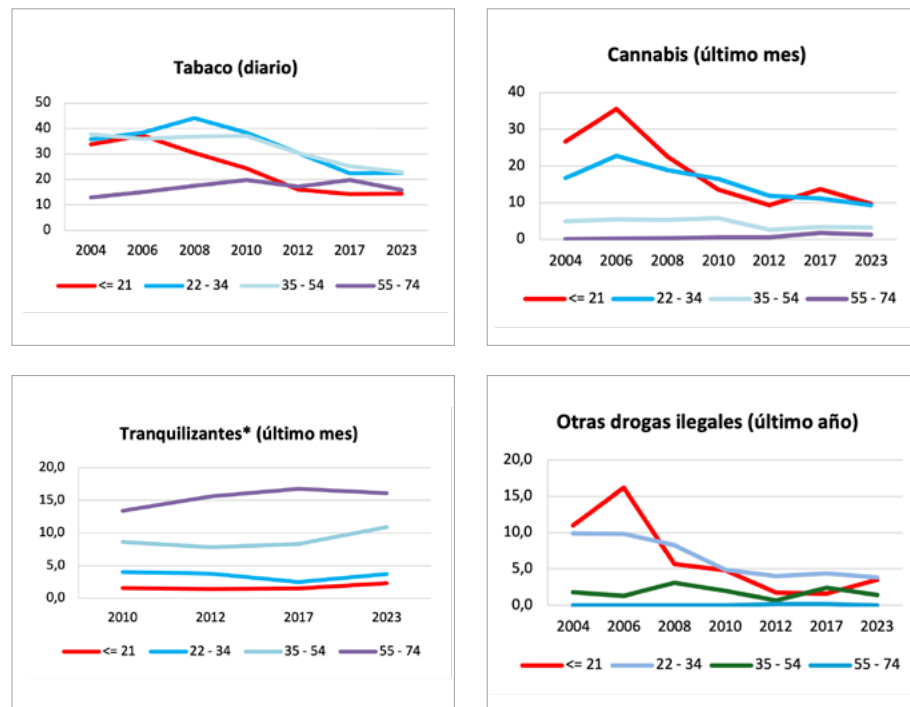 Tabaco (diario)
50
40
30
20
10
0
2004 2006 2008 2010 2012 2017 2023
<= 21 22 - 34 35 - 54 55 - 74
Cannabis (último mes)
40
30
20
10
0
2004 2006 2008 2010 2012 2017 2023
<= 21 22 - 34 35 - 54 55 - 74
Tranquilizantes* (último mes)
20,0
15,0
10,0
5,0
0,0
2010 2012 2017 2023
<= 21 22 - 34 35 - 54 55 - 74
Otras drogas ilegales (último año)
20,0
15,0
10,0
5,0
0,0
2004 2006 2008 2010 2012 2017 2023
<= 21 22 - 34 35 - 54 55 - 74